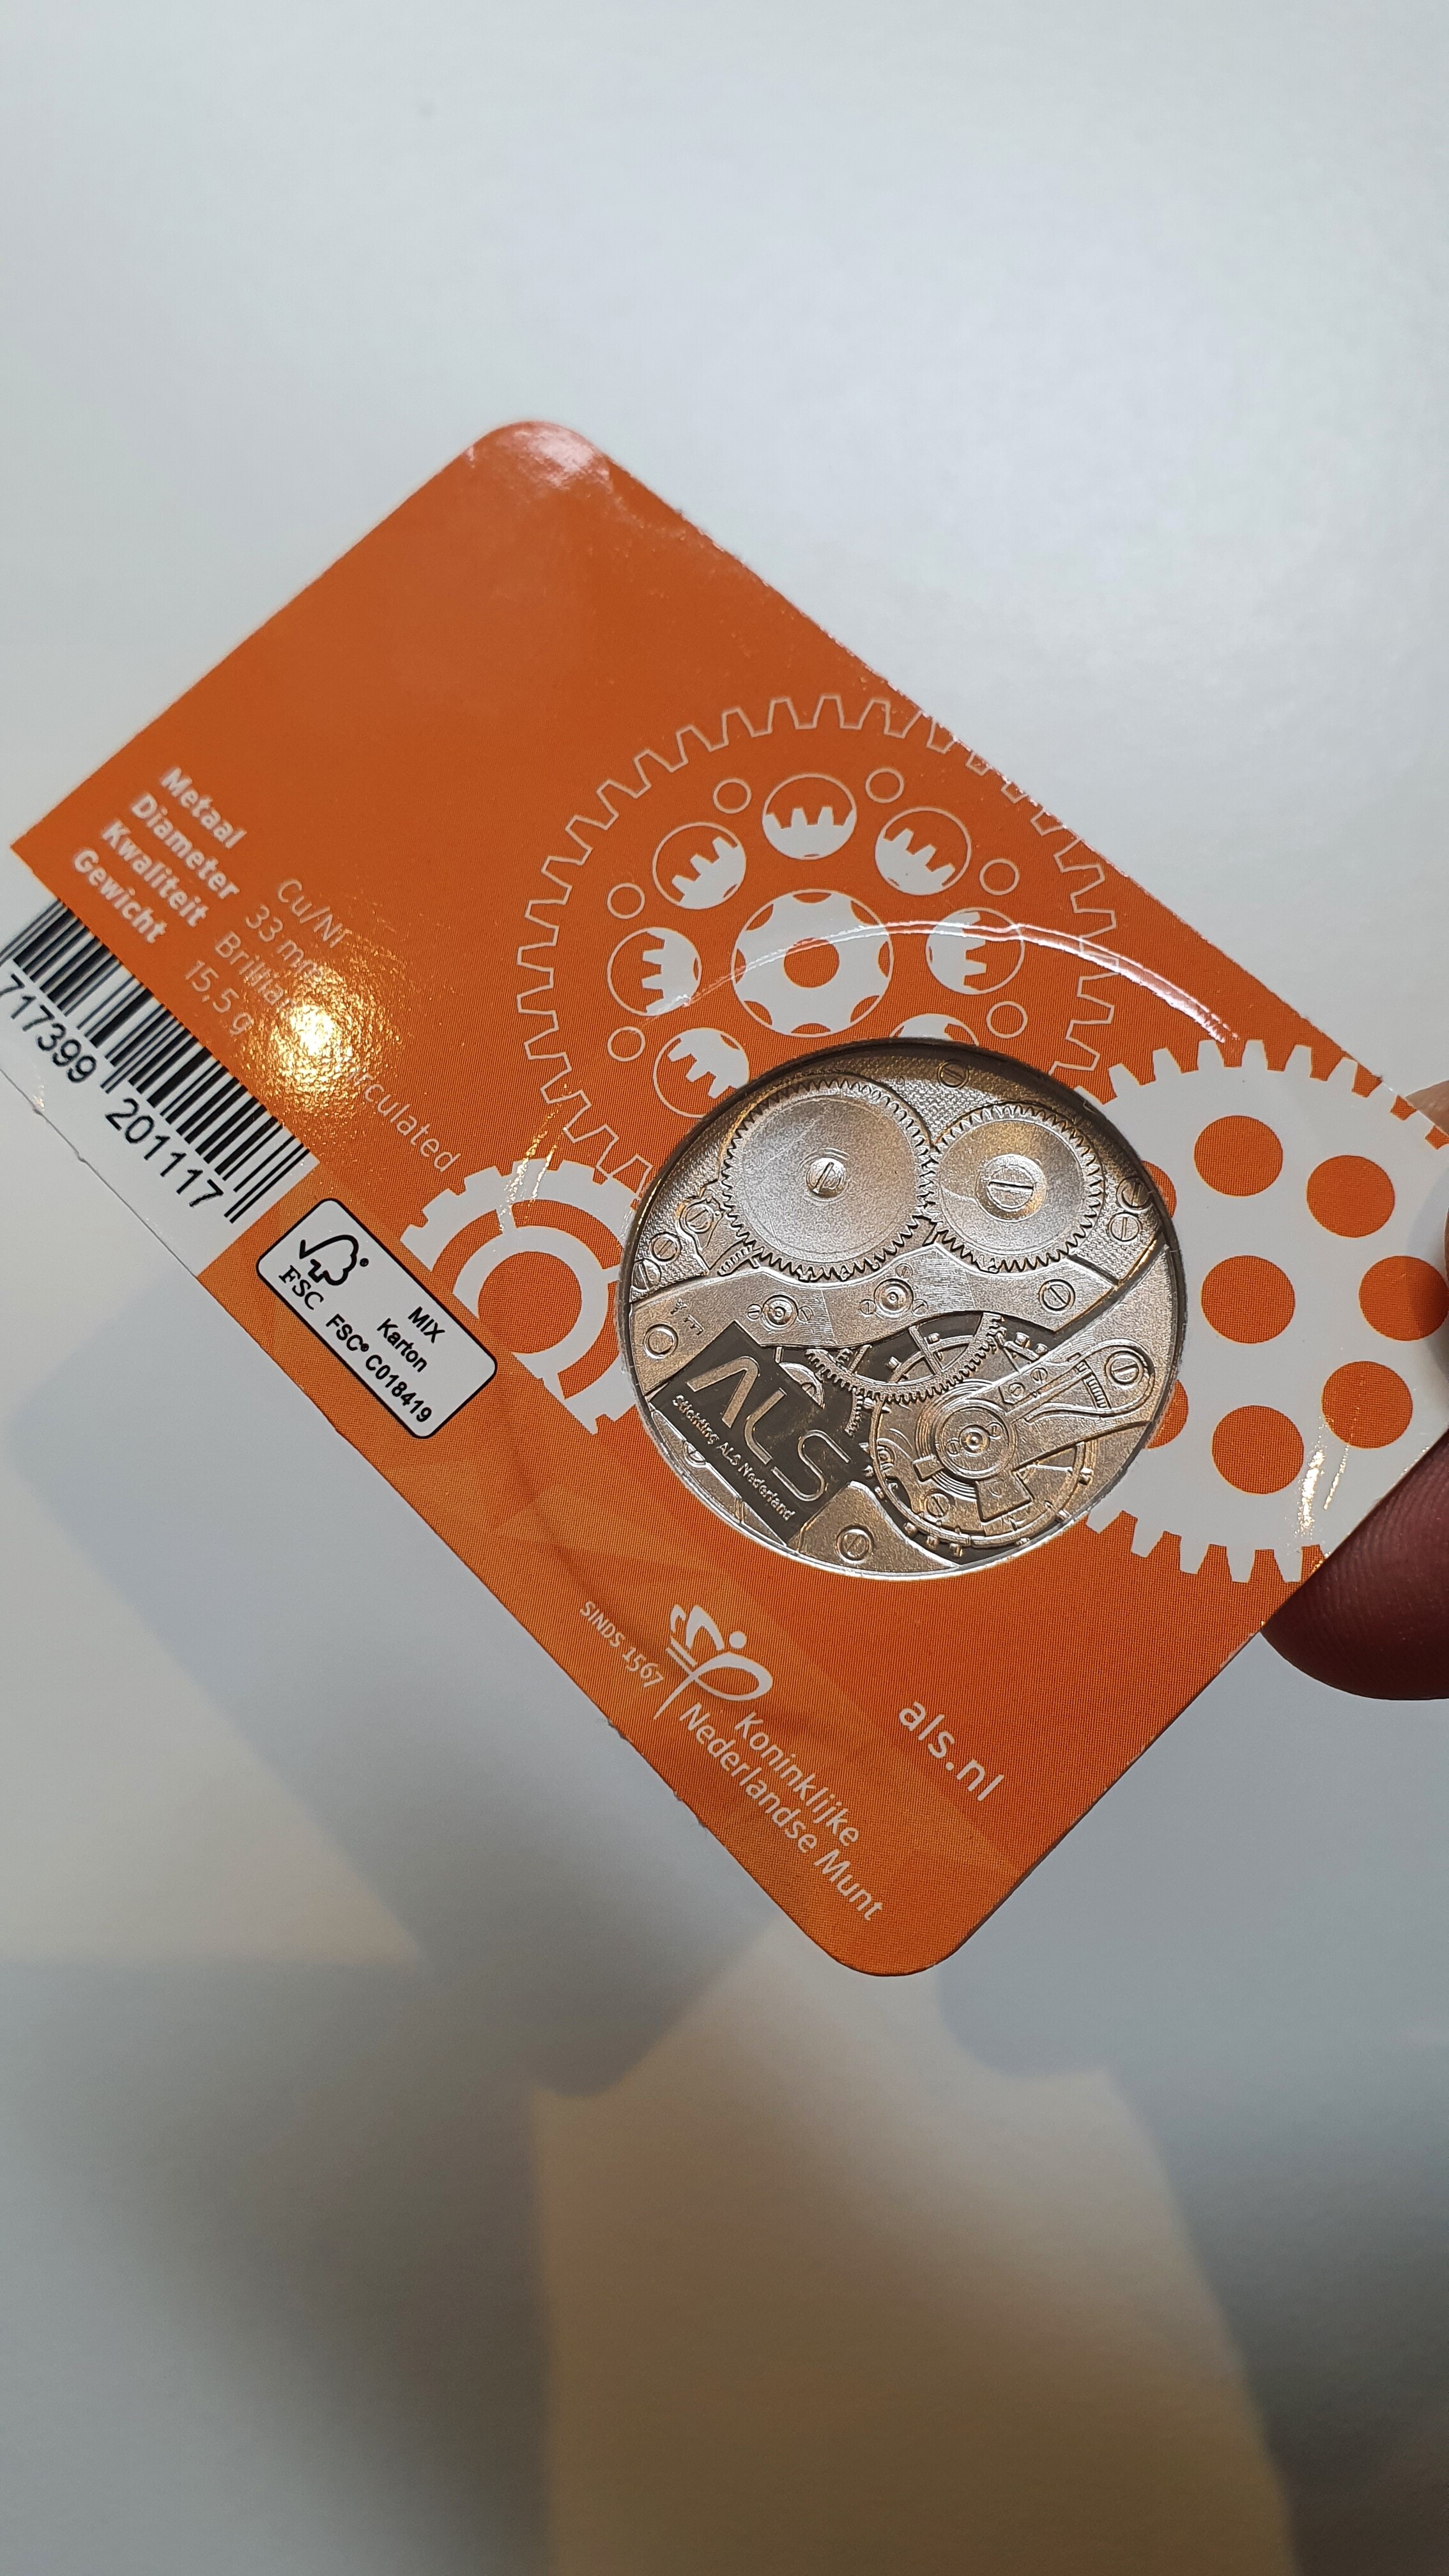 Metaal Cu/Ni
Diameter 33 mm
Kwaliteit
Gewicht 15,5 g
717399 201117
FSC®
MIX
Karton
FSC® C018419
ALS
Stichting ALS Nederland
SINDS 1567
Koninklijke
Nederlandse Munt
als.nl